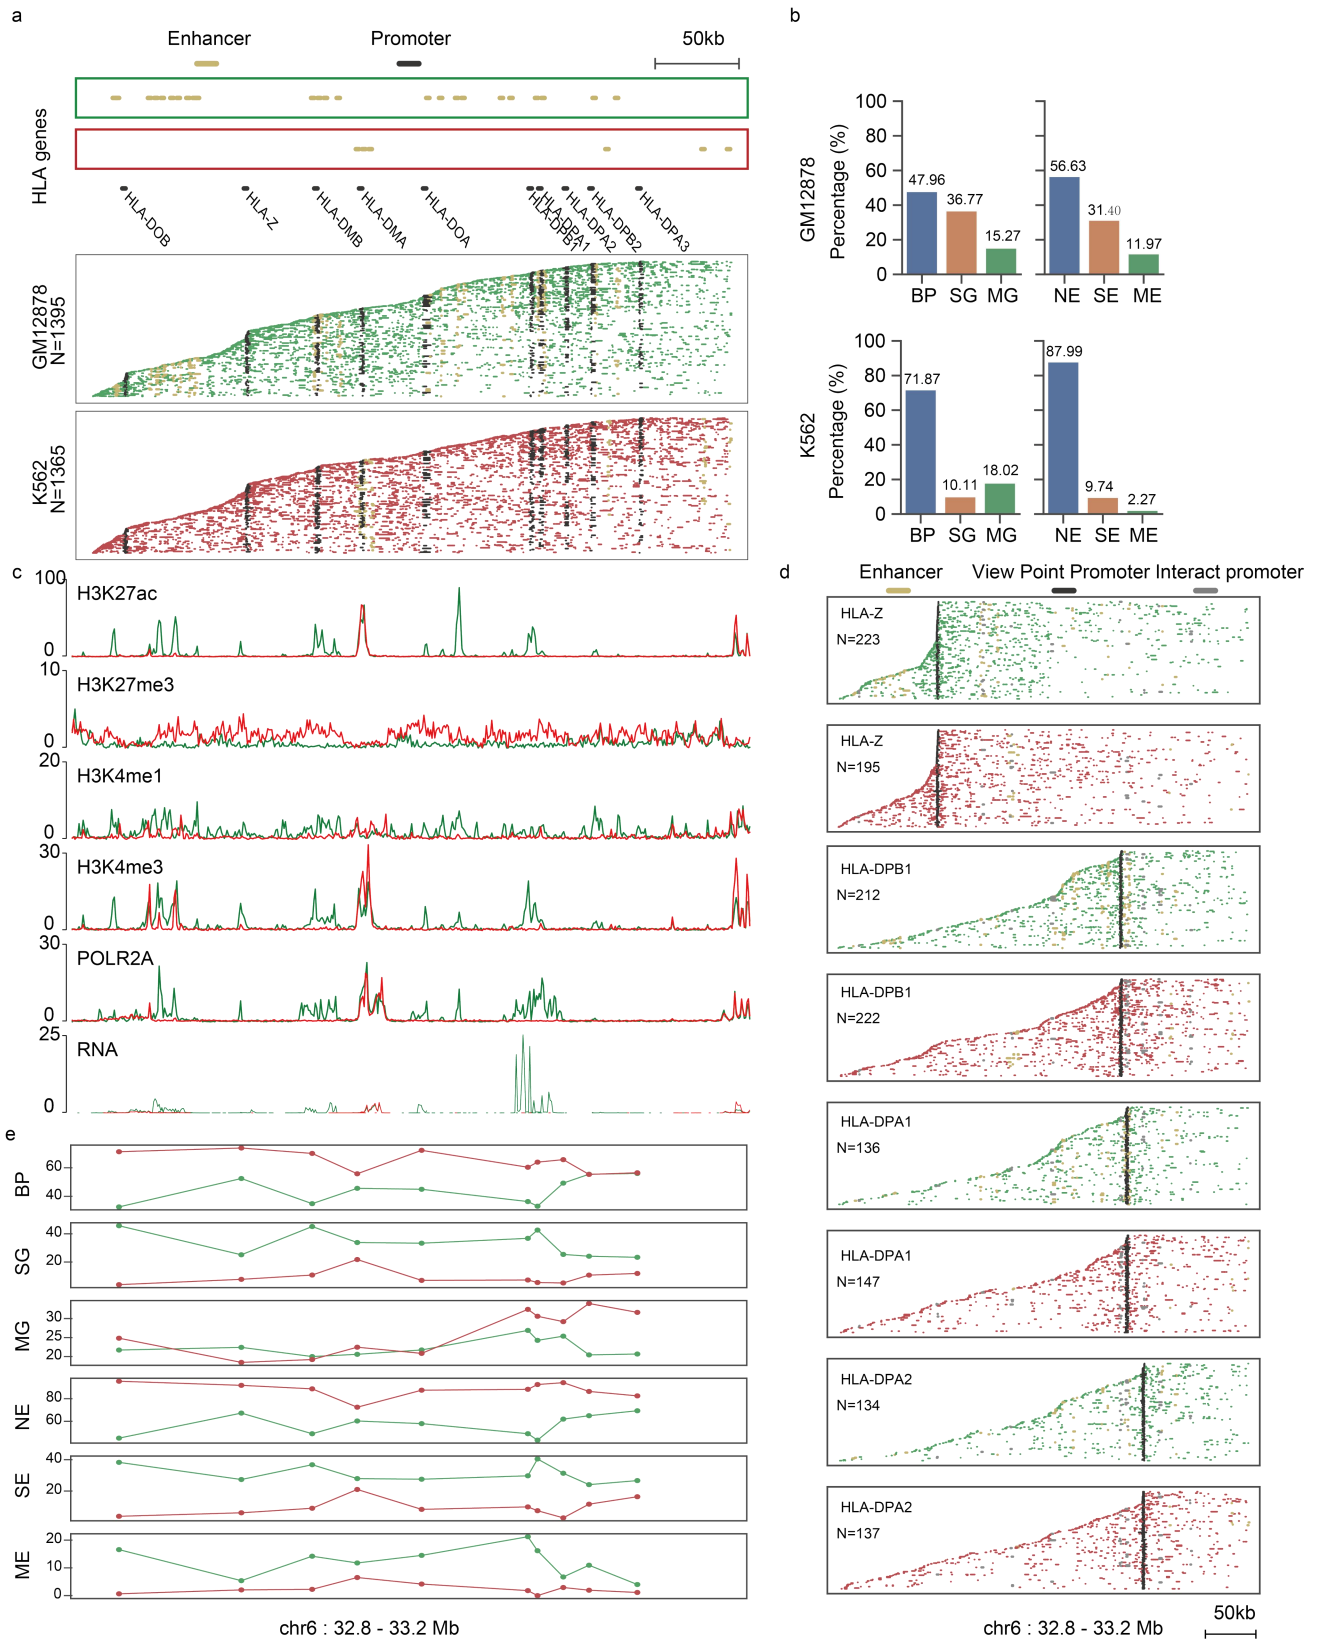 a
Enhancer
Promoter
50kb
HLA genes
HLA-DOB
HLA-Z
HLA-DMB
HLA-DMA
HLA-DOA
HLA-DPB1
HLA-DPA1
HLA-DPA2
HLA-DPB2
HLA-DPA3
GM12878
N=1395
K562
N=1365
b
GM12878
Percentage (%)
100
80
60
40
20
0
47.96
36.77
15.27
BP SG MG
56.63
31.40
11.97
NE SE ME
K562
Percentage (%)
100
80
60
40
20
0
71.87
10.11
18.02
BP SG MG
87.99
9.74
2.27
NE SE ME
c
100
H3K27ac
0
10
H3K27me3
0
20
H3K4me1
0
30
H3K4me3
0
30
POLR2A
0
25
RNA
0
d
Enhancer
View Point Promoter
Interact promoter
HLA-Z
N=223
HLA-Z
N=195
HLA-DPB1
N=212
HLA-DPB1
N=222
HLA-DPA1
N=136
HLA-DPA1
N=147
HLA-DPA2
N=134
HLA-DPA2
N=137
50kb
chr6 : 32.8 - 33.2 Mb
e
BP
60
40
SG
40
20
MG
30
25
20
NE
80
60
SE
40
20
ME
20
10
0
chr6 : 32.8 - 33.2 Mb